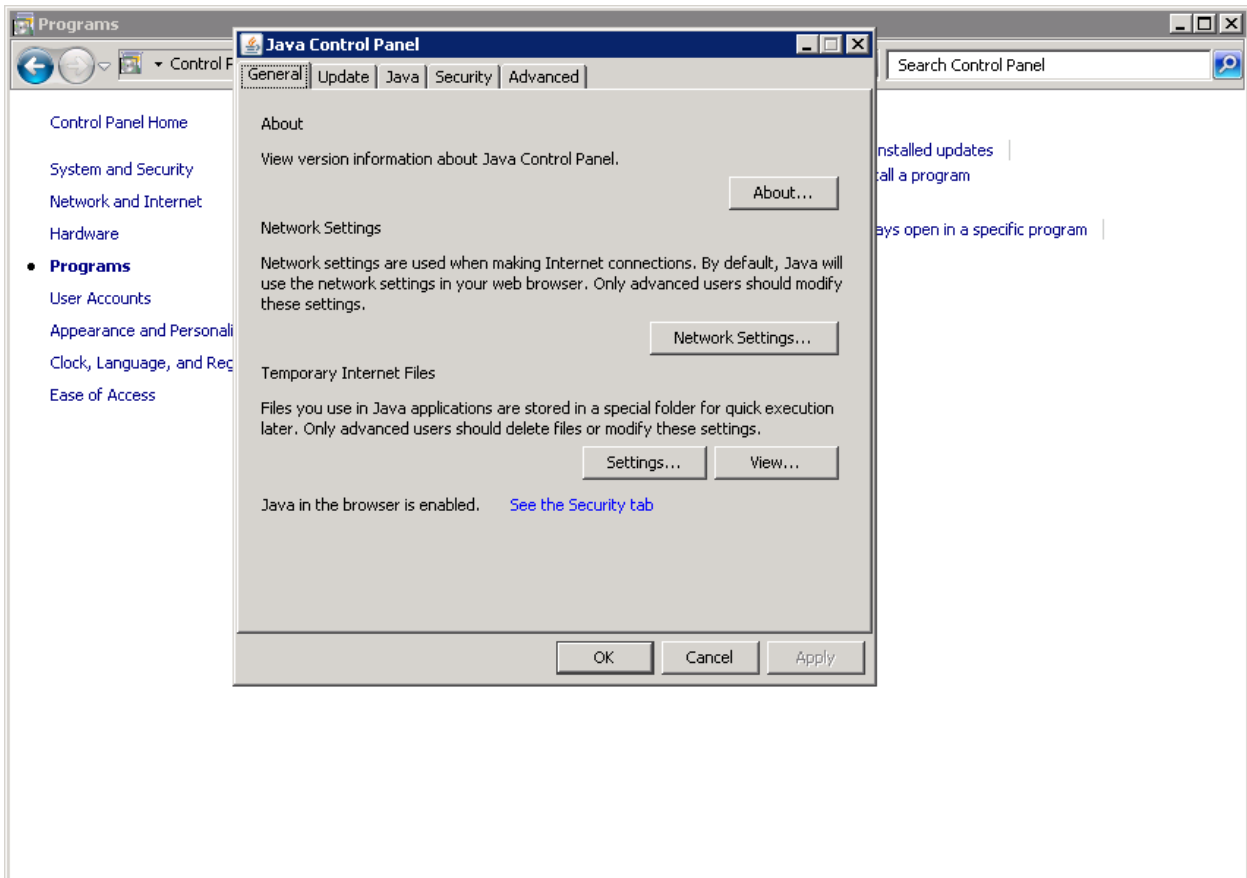 Programs
Control P
Search Control Panel
Control Panel Home
System and Security
Network and Internet
Hardware
Programs
User Accounts
Appearance and Personali
Clock, Language, and Reg
Ease of Access
Java Control Panel
General Update Java Security Advanced
About
View version information about Java Control Panel.
About...
Network Settings
Network settings are used when making Internet connections. By default, Java will
use the network settings in your web browser. Only advanced users should modify
these settings.
Network Settings...
Temporary Internet Files
Files you use in Java applications are stored in a special folder for quick execution
later. Only advanced users should delete files or modify these settings.
Settings... View...
Java in the browser is enabled. See the Security tab
OK Cancel Apply
nstalled updates
all a program
ays open in a specific program